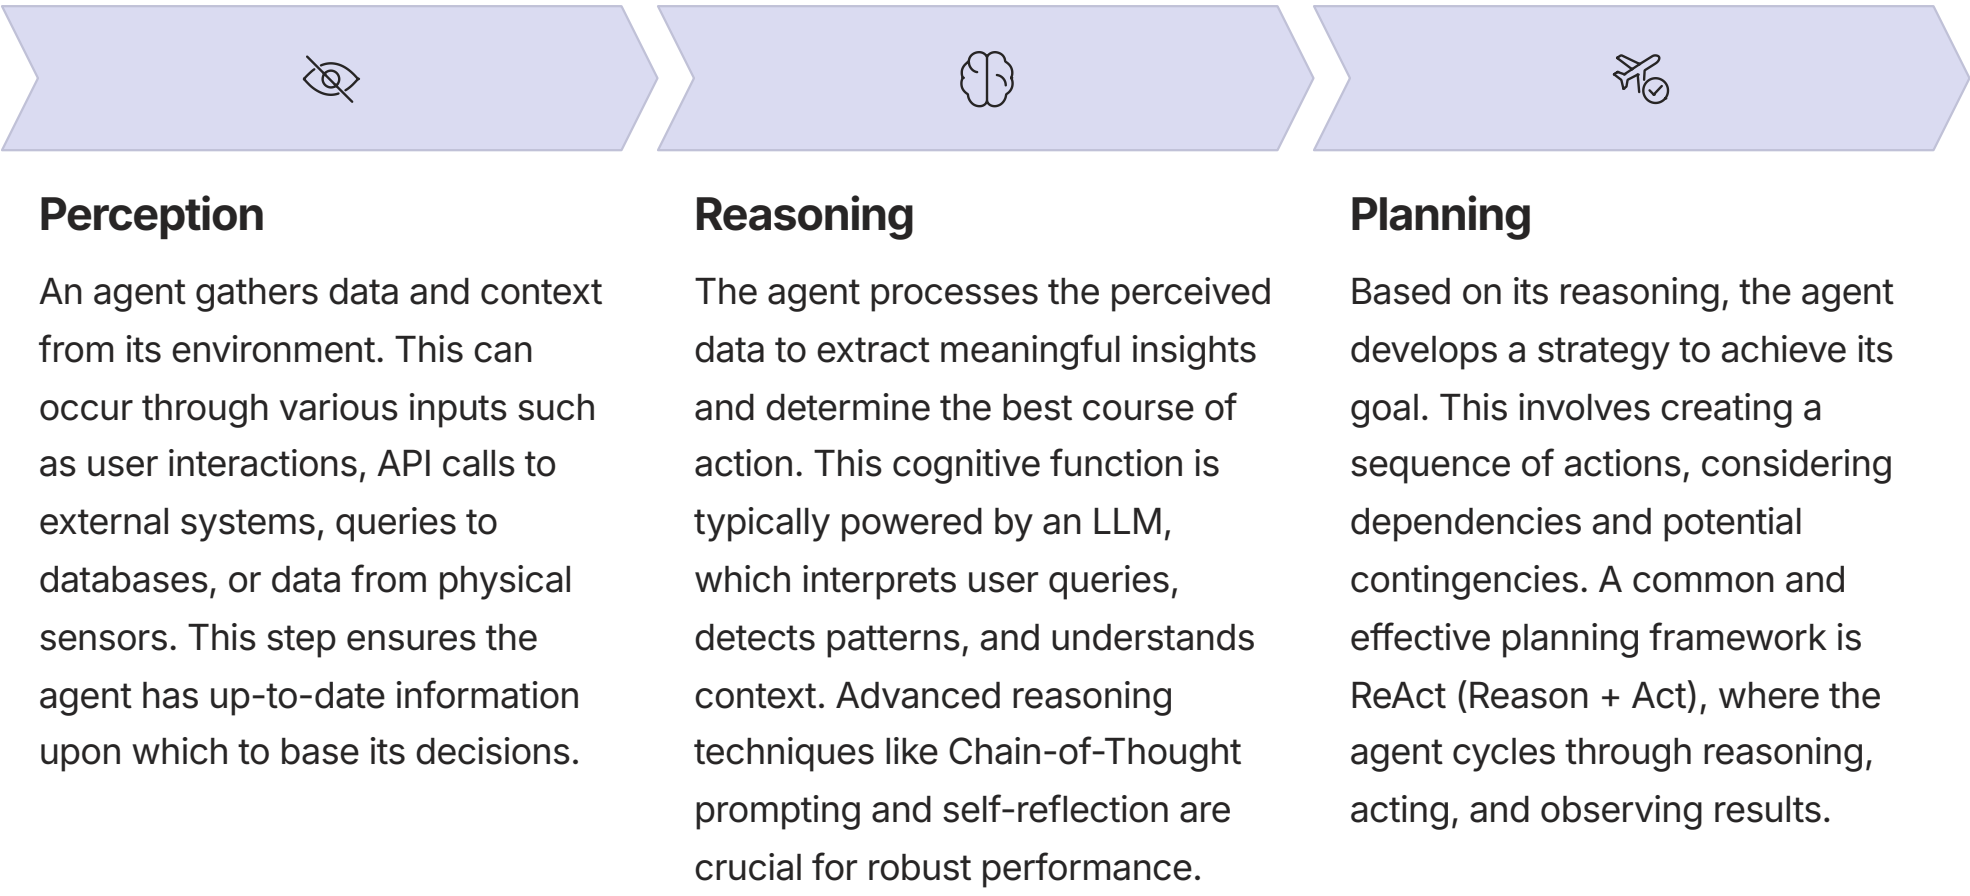 Perception
An agent gathers data and context
from its environment. This can
occur through various inputs such
as user interactions, API calls to
external systems, queries to
databases, or data from physical
sensors. This step ensures the
agent has up-to-date information
upon which to base its decisions.
Reasoning
The agent processes the perceived
data to extract meaningful insights
and determine the best course of
action. This cognitive function is
typically powered by an LLM,
which interprets user queries,
detects patterns, and understands
context. Advanced reasoning
techniques like Chain-of-Thought
prompting and self-reflection are
crucial for robust performance.
Planning
Based on its reasoning, the agent
develops a strategy to achieve its
goal. This involves creating a
sequence of actions, considering
dependencies and potential
contingencies. A common and
effective planning framework is
ReAct (Reason + Act), where the
agent cycles through reasoning,
acting, and observing results.